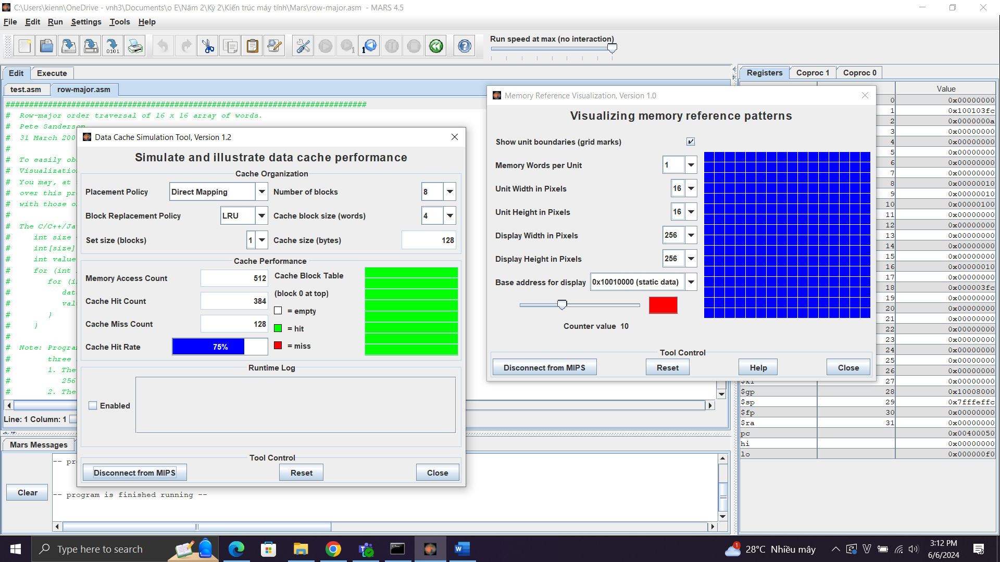 C:\Users\kienn\OneDrive - vnh3\Documents\o E\Năm 2\Kỳ 2\Kiến trúc máy tính\Mars\row-major.asm - MARS 4.5
File Edit Run Settings Tools Help
Run speed at max (no interaction)
Edit Execute
test.asm row-major.asm
##########################################################################
# Row-major order traversal of 16 x 16 array of words.
# Pete Sanderson
# 31 March 200
#
# To easily ob
# Visualization
# You may, at
# over this pr
# with those o
#
# The C/C++/Ja
# int size
# int[size]
# int value
# for (int
# for (i
# dat
# val
# }
# }
#
# Note: Program
# three
# 1. The
# 256
# 2. The
Line: 1 Column: 1
Mars Messages
Clear
-- pr
-- program is finished running --
Data Cache Simulation Tool, Version 1.2
Simulate and illustrate data cache performance
Cache Organization
Placement Policy Direct Mapping Number of blocks 8
Block Replacement Policy LRU Cache block size (words) 4
Set size (blocks) 1 Cache size (bytes) 128
Cache Performance
Memory Access Count 512
Cache Hit Count 384
Cache Miss Count 128
Cache Hit Rate 75%
Cache Block Table
(block 0 at top)
= empty
= hit
= miss
Runtime Log
Enabled
Tool Control
Disconnect from MIPS Reset Close
Memory Reference Visualization, Version 1.0
Visualizing memory reference patterns
Show unit boundaries (grid marks)
Memory Words per Unit 1
Unit Width in Pixels 16
Unit Height in Pixels 16
Display Width in Pixels 256
Display Height in Pixels 256
Base address for display 0x10010000 (static data)
Counter value 10
Tool Control
Disconnect from MIPS Reset Help Close
Registers Coproc 1 Coproc 0
Value
0 0x00000000
1 0x100103fc
2 0x0000000a
3 0x00000000
4 0x00000000
5 0x00000000
6 0x00000000
7 0x00000000
8 0x00000010
9 0x00000010
10 0x00000100
11 0x00000000
12 0x00000000
13 0x00000000
14 0x00000000
15 0x00000000
16 0x00000010
17 0x00000000
18 0x000003fc
19 0x00000000
20 0x00000000
21 0x00000000
22 0x00000000
23 0x00000000
24 0x00000000
25 0x00000000
26 0x00000000
$k1 27 0x00000000
$gp 28 0x10008000
$sp 29 0x7fffeffc
$fp 30 0x00000000
$ra 31 0x00000000
pc 0x00400050
hi 0x00000000
lo 0x000000f0
Type here to search
28°C Nhiều mây
3:12 PM
6/6/2024